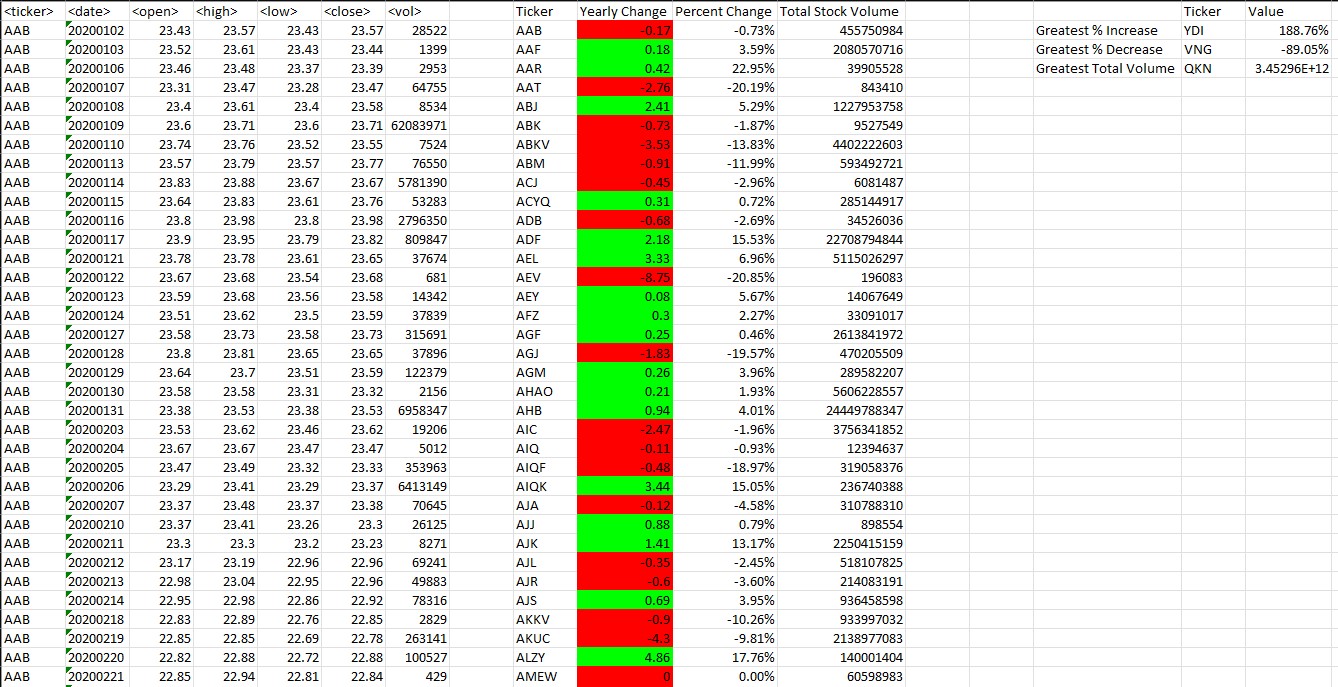 <ticker> <date> <open> <high> <low> <close> <vol> Ticker Yearly Change Percent Change Total Stock Volume Ticker Value
AAB 20200102 23.43 23.57 23.43 23.57 28522 AAB -0.17 -0.73% 455750984 Greatest % Increase YDI 188.76%
AAB 20200103 23.52 23.61 23.43 23.44 1399 AAF 0.18 3.59% 2080570716 Greatest % Decrease VNG -89.05%
AAB 20200106 23.46 23.48 23.37 23.39 2953 AAR 0.42 22.95% 39905528 Greatest Total Volume QKN 3.45296E+12
AAB 20200107 23.31 23.47 23.28 23.47 64755 AAT -2.76 -20.19% 843410
AAB 20200108 23.4 23.61 23.4 23.58 8534 ABJ 2.41 5.29% 1227953758
AAB 20200109 23.6 23.71 23.6 23.71 62083971 ABK -0.73 -1.87% 9527549
AAB 20200110 23.74 23.76 23.52 23.55 7524 ABKV -3.53 -13.83% 4402222603
AAB 20200113 23.57 23.79 23.57 23.77 76550 ABM -0.91 -11.99% 593492721
AAB 20200114 23.83 23.88 23.67 23.67 5781390 ACJ -0.45 -2.96% 6081487
AAB 20200115 23.64 23.83 23.61 23.76 53283 ACYQ 0.31 0.72% 285144917
AAB 20200116 23.8 23.98 23.8 23.98 2796350 ADB -0.68 -2.69% 34526036
AAB 20200117 23.9 23.95 23.79 23.82 809847 ADF 2.18 15.53% 22708794844
AAB 20200121 23.78 23.78 23.61 23.65 37674 AEL 3.33 6.96% 5115026297
AAB 20200122 23.67 23.68 23.54 23.68 681 AEV -8.75 -20.85% 196083
AAB 20200123 23.59 23.68 23.56 23.58 14342 AEY 0.08 5.67% 14067649
AAB 20200124 23.51 23.62 23.5 23.59 37839 AFZ 0.3 2.27% 33091017
AAB 20200127 23.58 23.73 23.58 23.73 315691 AGF 0.25 0.46% 2613841972
AAB 20200128 23.8 23.81 23.65 23.65 37896 AGJ -1.83 -19.57% 470205509
AAB 20200129 23.64 23.7 23.51 23.59 122379 AGM 0.26 3.96% 289582207
AAB 20200130 23.58 23.58 23.31 23.32 2156 AHAO 0.21 1.93% 5606228557
AAB 20200131 23.38 23.53 23.38 23.53 6958347 AHB 0.94 4.01% 24449788347
AAB 20200203 23.53 23.62 23.46 23.62 19206 AIC -2.47 -1.96% 3756341852
AAB 20200204 23.67 23.67 23.47 23.47 5012 AIQ -0.11 -0.93% 12394637
AAB 20200205 23.47 23.49 23.32 23.33 353963 AIQF -0.48 -18.97% 319058376
AAB 20200206 23.29 23.41 23.29 23.37 6413149 AIQK 3.44 15.05% 236740388
AAB 20200207 23.37 23.48 23.37 23.38 70645 AJA -0.12 -4.58% 310788310
AAB 20200210 23.37 23.41 23.26 23.3 26125 AJJ 0.88 0.79% 898554
AAB 20200211 23.3 23.3 23.2 23.23 8271 AJK 1.41 13.17% 2250415159
AAB 20200212 23.17 23.19 22.96 22.96 69241 AJL -0.35 -2.45% 518107825
AAB 20200213 22.98 23.04 22.95 22.96 49883 AJR -0.6 -3.60% 214083191
AAB 20200214 22.95 22.98 22.86 22.92 78316 AJS 0.69 3.95% 936458598
AAB 20200218 22.83 22.89 22.76 22.85 2829 AKKV -0.9 -10.26% 933997032
AAB 20200219 22.85 22.85 22.69 22.78 263141 AKUC -4.3 -9.81% 2138977083
AAB 20200220 22.82 22.88 22.72 22.88 100527 ALZY 4.86 17.76% 140001404
AAB 20200221 22.85 22.94 22.81 22.84 429 AMEW 0 0.00% 60598983